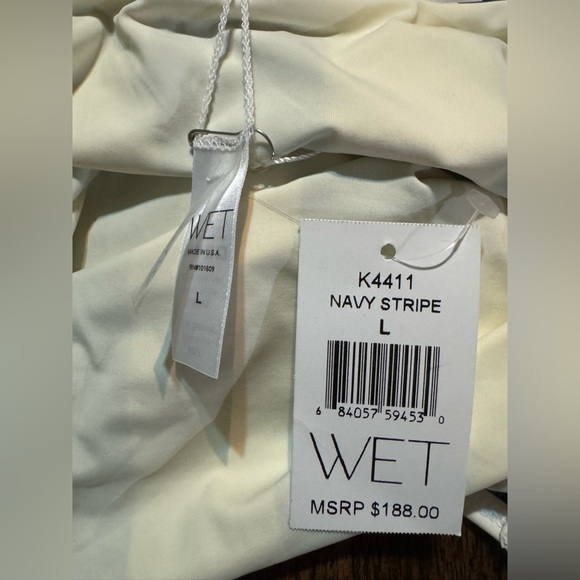 WET
MADE IN U.S.A.
L
K4411
NAVY STRIPE
L
6 84057 59453 0
WET
MSRP $188.00